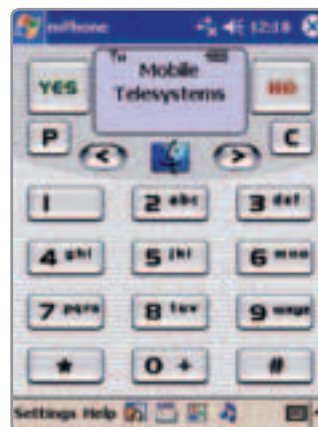 miPhone 12:18
Mobile
YES NO
Telesystems
P C
< >
1 2 abc 3 def
4 ghi 5 jkl 6 mno
7 pqrs 8 tuv 9 wxyz
* 0 + #
Settings Help